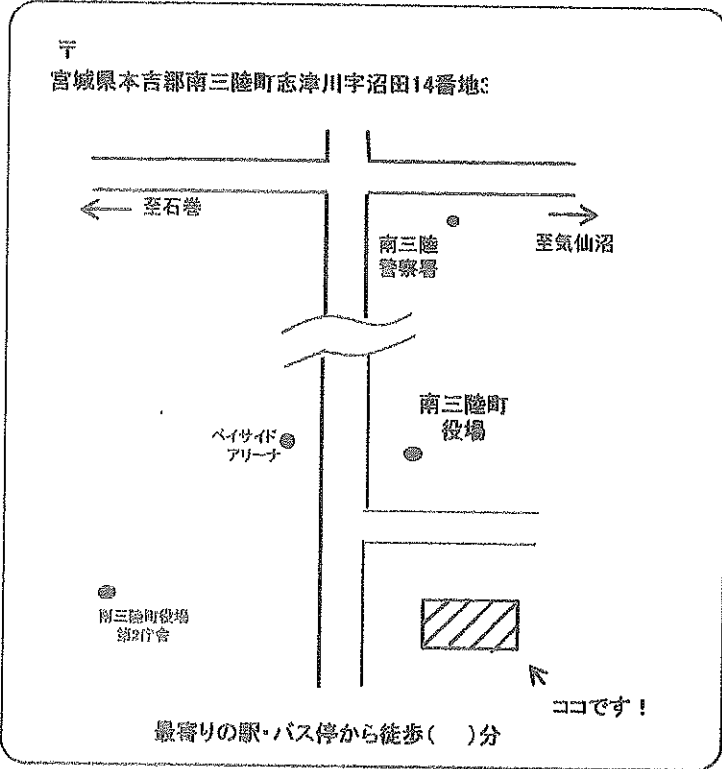 〒
宮城県本吉郡南三陸町志津川字沼田14番地3
至石巻
南三陸
警察署
至気仙沼
南三陸町
役場
ベイサイド
アリーナ
南三陸町役場
第2庁舎
ココです！
最寄りの駅・バス停から徒歩(　)分